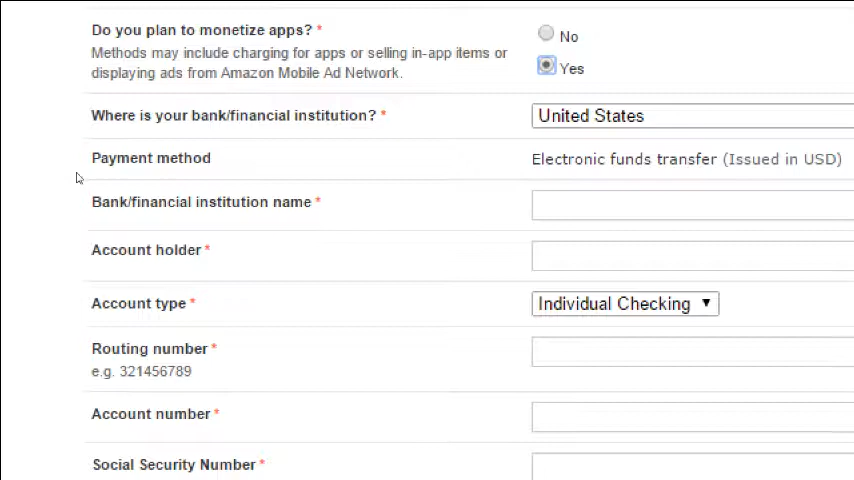 Do you plan to monetize apps? *
Methods may include charging for apps or selling in-app items or
displaying ads from Amazon Mobile Ad Network.
No
Yes
Where is your bank/financial institution? *
United States
Payment method
Electronic funds transfer (Issued in USD)
Bank/financial institution name *
Account holder *
Account type *
Individual Checking
Routing number *
e.g. 321456789
Account number *
Social Security Number *